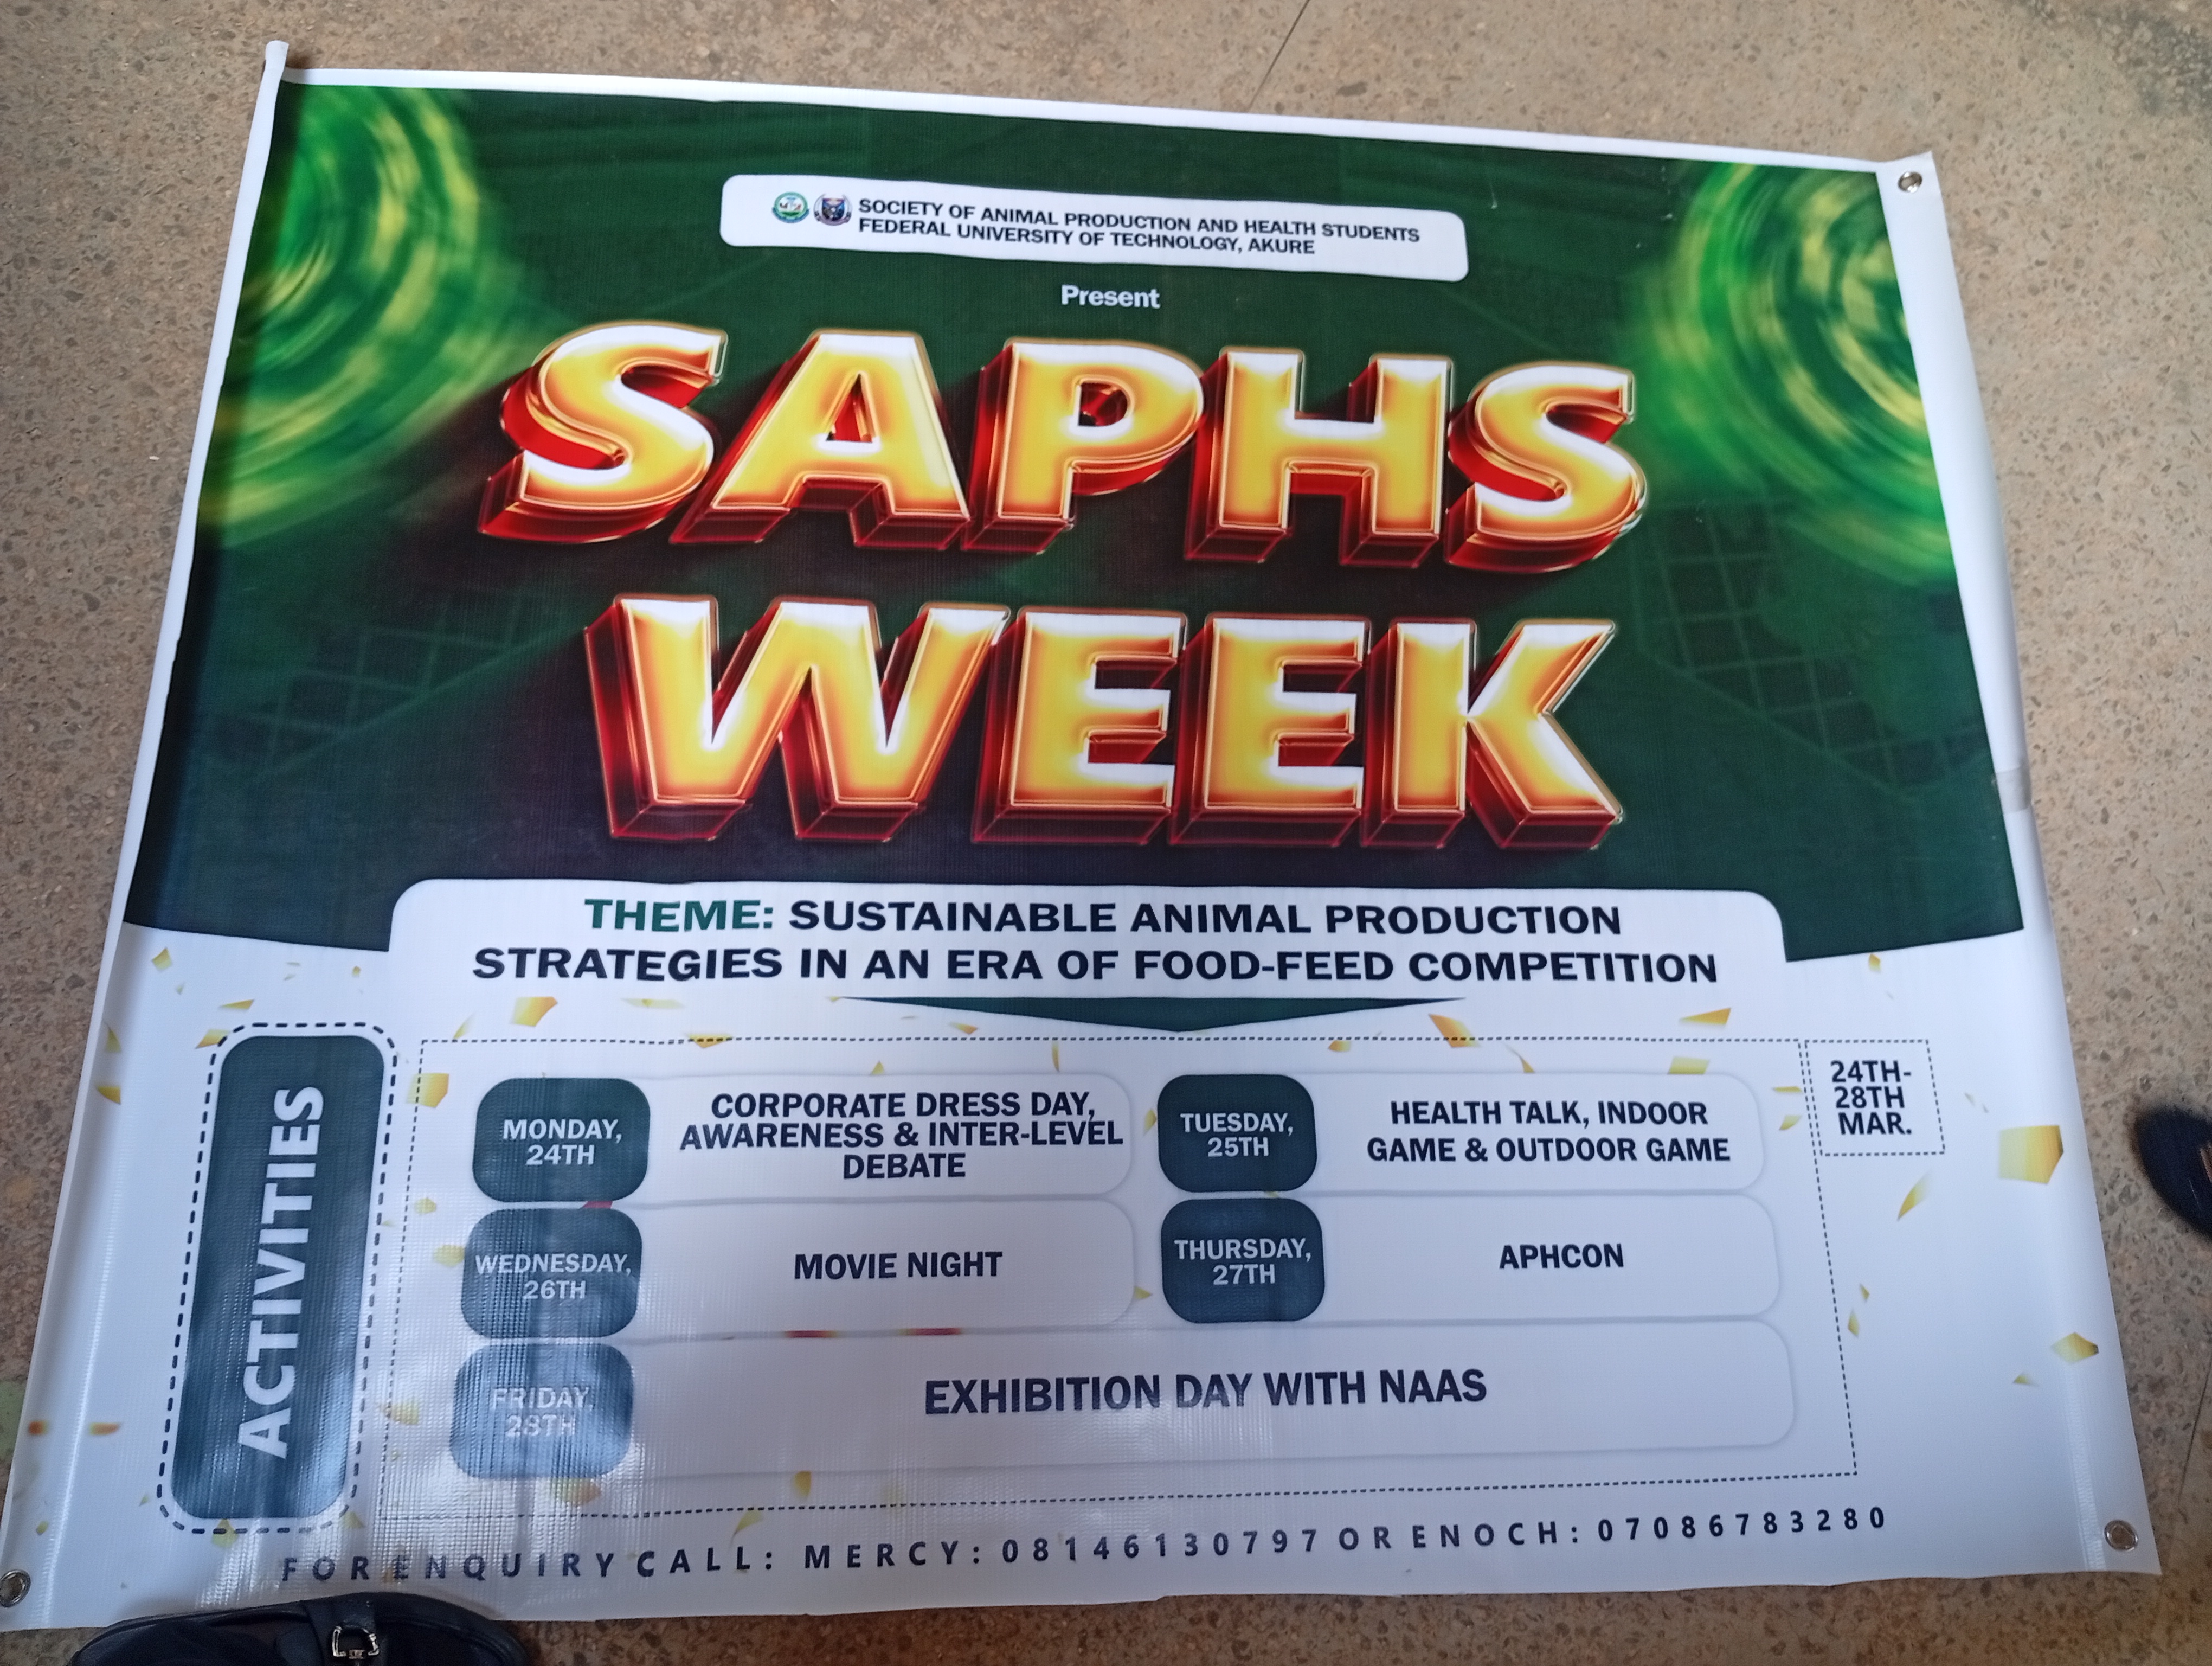 SOCIETY OF ANIMAL PRODUCTION AND HEALTH STUDENTS
FEDERAL UNIVERSITY OF TECHNOLOGY, AKURE
Present
SAPHS
WEEK
THEME: SUSTAINABLE ANIMAL PRODUCTION
STRATEGIES IN AN ERA OF FOOD-FEED COMPETITION
ACTIVITIES
MONDAY,
24TH
CORPORATE DRESS DAY,
AWARENESS & INTER-LEVEL
DEBATE
TUESDAY,
25TH
HEALTH TALK, INDOOR
GAME & OUTDOOR GAME
24TH-
28TH
MAR.
WEDNESDAY,
26TH
MOVIE NIGHT
THURSDAY,
27TH
APHCON
FRIDAY,
28TH
EXHIBITION DAY WITH NAAS
FOR ENQUIRY CALL: MERCY: 08146130797 OR ENOCH: 07086783280